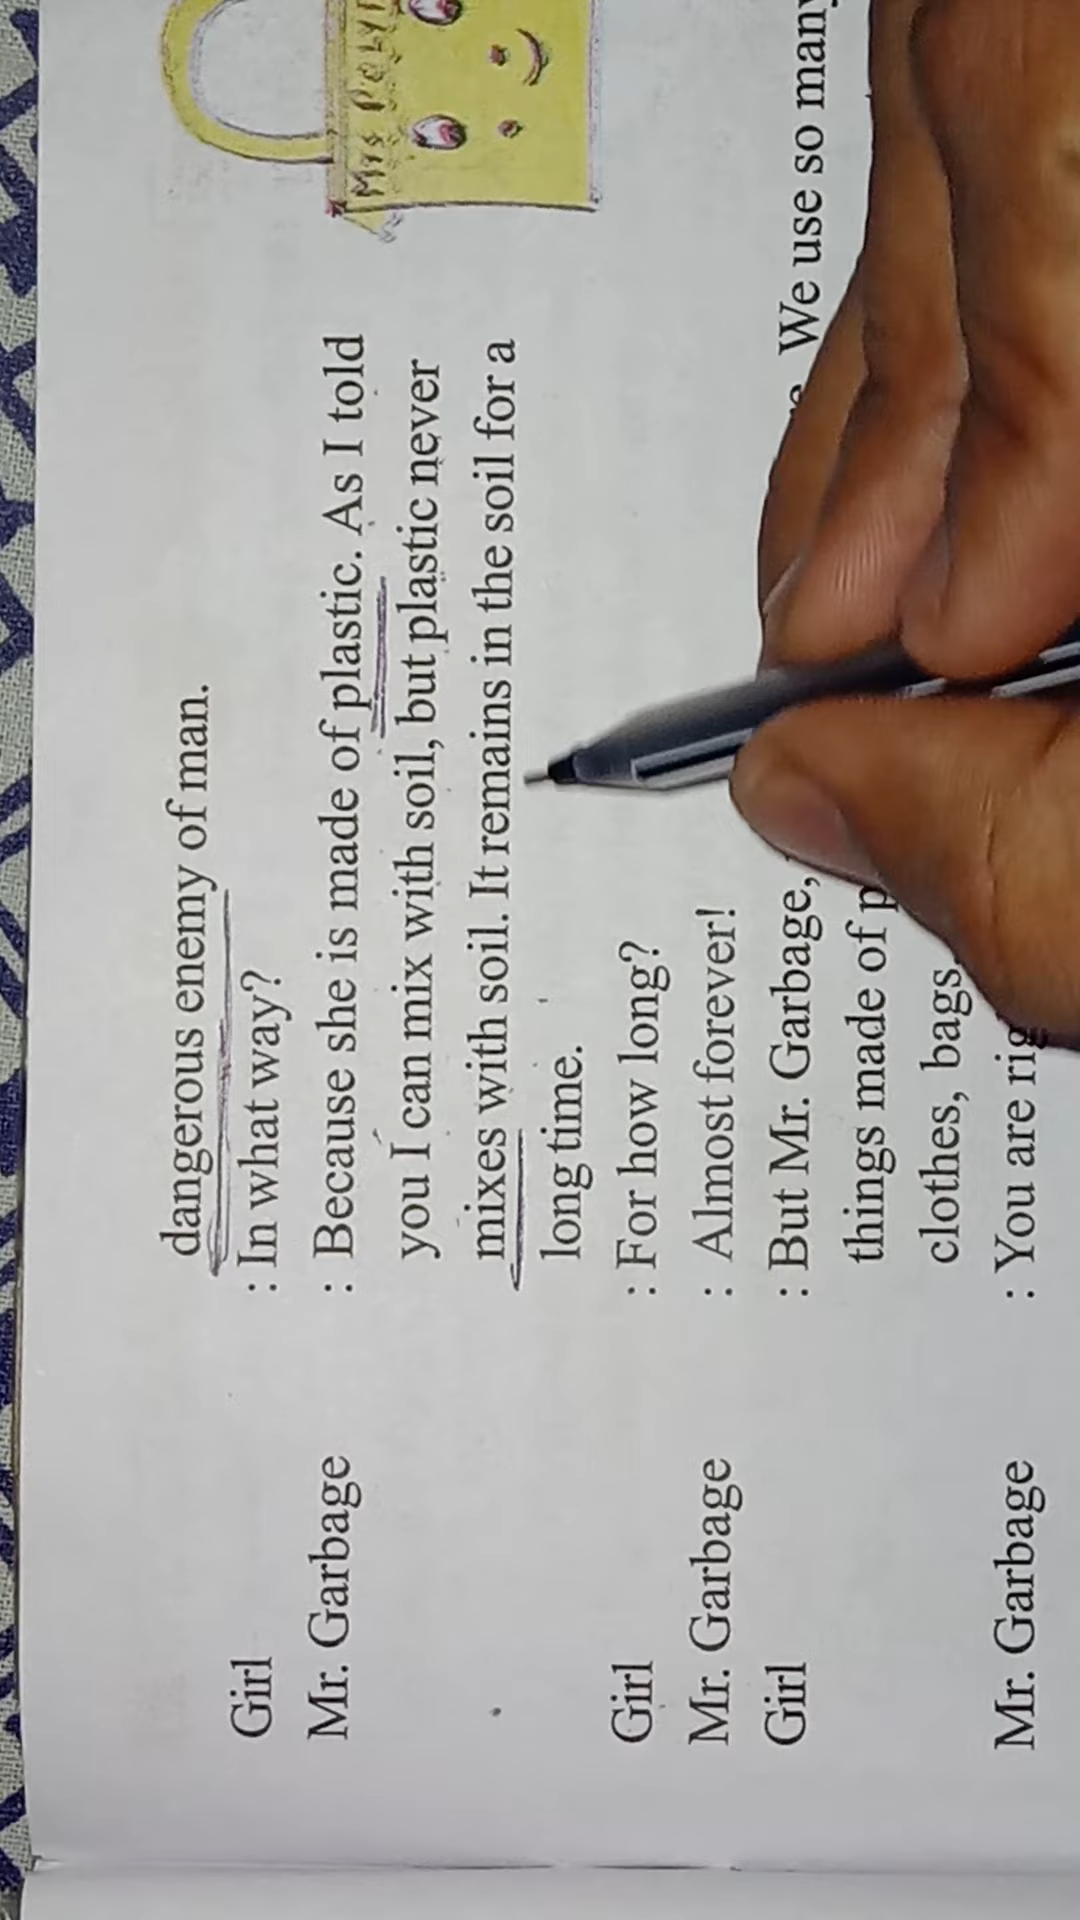 Mrs
dangerous enemy of man.
Girl : In what way?
Mr. Garbage : Because she is made of plastic. As I told
you I can mix with soil, but plastic never
mixes with soil. It remains in the soil for a
long time.
Girl : For how long?
Mr. Garbage : Almost forever!
Girl : But Mr. Garbage, We use so many
things made of
clothes, bags
Mr. Garbage : You are